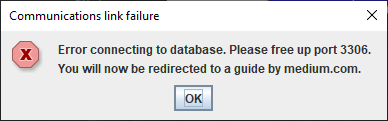 Communications link failure
Error connecting to database. Please free up port 3306.
You will now be redirected to a guide by medium.com.
OK